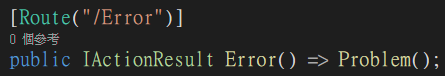 [Route("/Error")]
0 個參考
public IActionResult Error() => Problem();